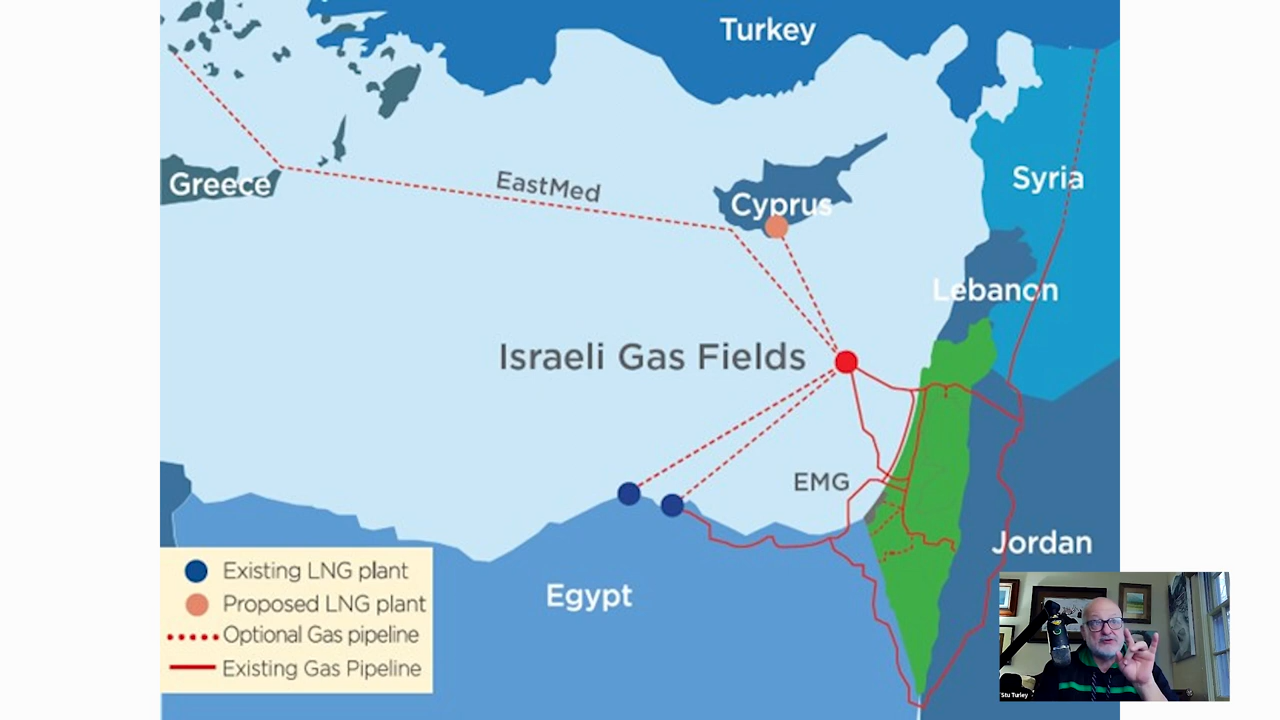 Turkey
Syria
Greece
EastMed
Cyprus
Lebanon
Israeli Gas Fields
EMG
Jordan
Egypt
Existing LNG plant
Proposed LNG plant
Optional Gas pipeline
Existing Gas Pipeline
Stu Turley